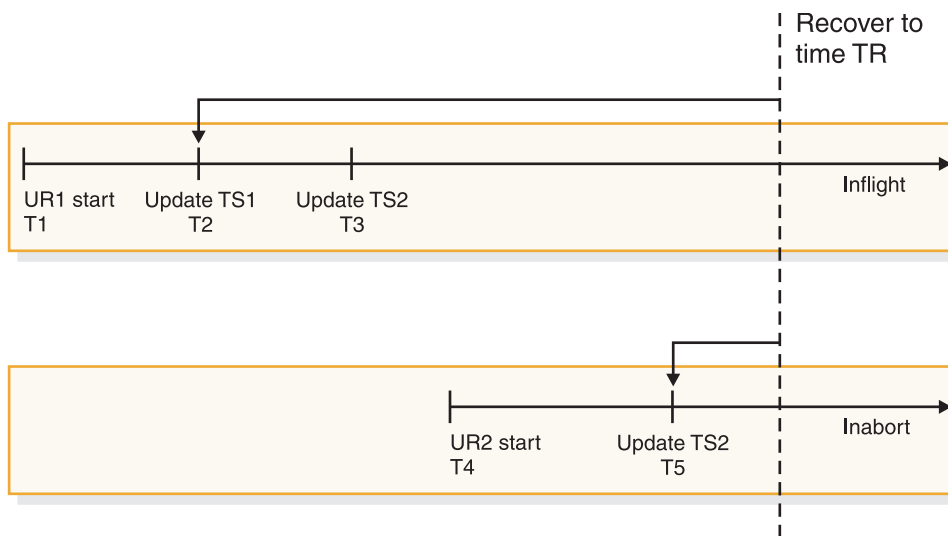 Recover to
time TR
UR1 start
T1
Update TS1
T2
Update TS2
T3
Inflight
UR2 start
T4
Update TS2
T5
Inabort